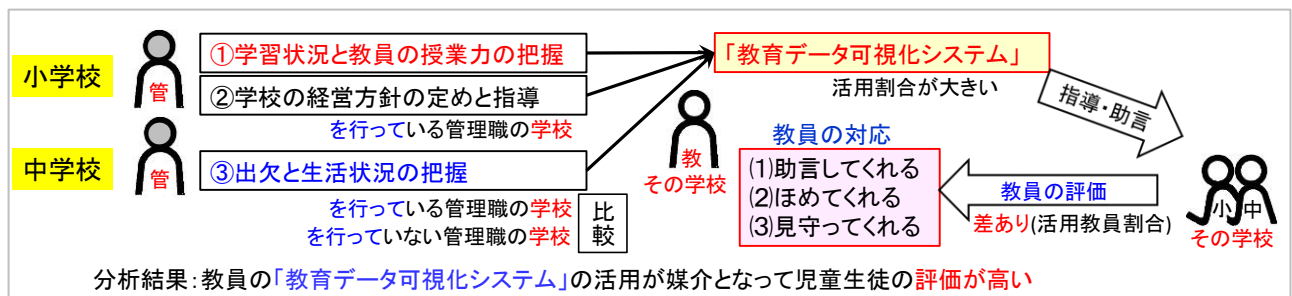 小学校
管
①学習状況と教員の授業力の把握
②学校の経営方針の定めと指導
を行っている管理職の学校
中学校
管
③出欠と生活状況の把握
を行っている管理職の学校
を行っていない管理職の学校
比較
「教育データ可視化システム」
活用割合が大きい
教
その学校
教員の対応
(1)助言してくれる
(2)ほめてくれる
(3)見守ってくれる
指導・助言
教員の評価
差あり(活用教員割合)
小 中
その学校
分析結果:教員の「教育データ可視化システム」の活用が媒介となって児童生徒の評価が高い